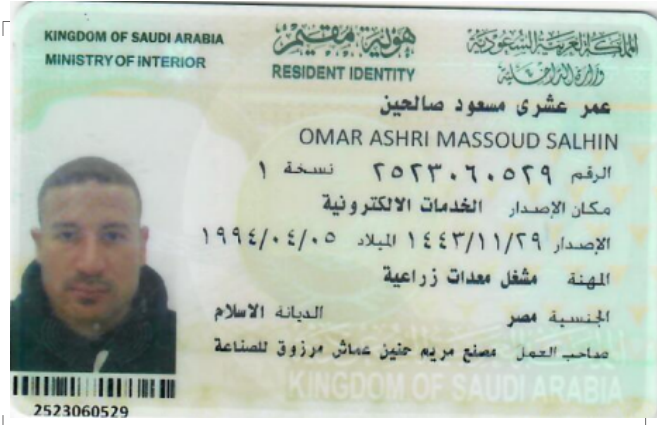 KINGDOM OF SAUDI ARABIA
MINISTRY OF INTERIOR
هوية مقيم
RESIDENT IDENTITY
المملكة العربية السعودية
وزارة الداخلية
عمر عشرى مسعود صالحين
OMAR ASHRI MASSOUD SALHIN
الرقم ٢٥٢٣٠٦٠٥٢٩ نسخة ١
مكان الإصدار الخدمات الالكترونية
الإصدار ١٤٤٣/١١/٢٩ الميلاد ١٩٩٤/٠٤/٠٥
المهنة مشغل معدات زراعية
الجنسية مصر الديانة الاسلام
صاحب العمل مصنع مريم حنين عماش مرزوق للصناعة
KINGDOM OF SAUDI ARABIA
2523060529